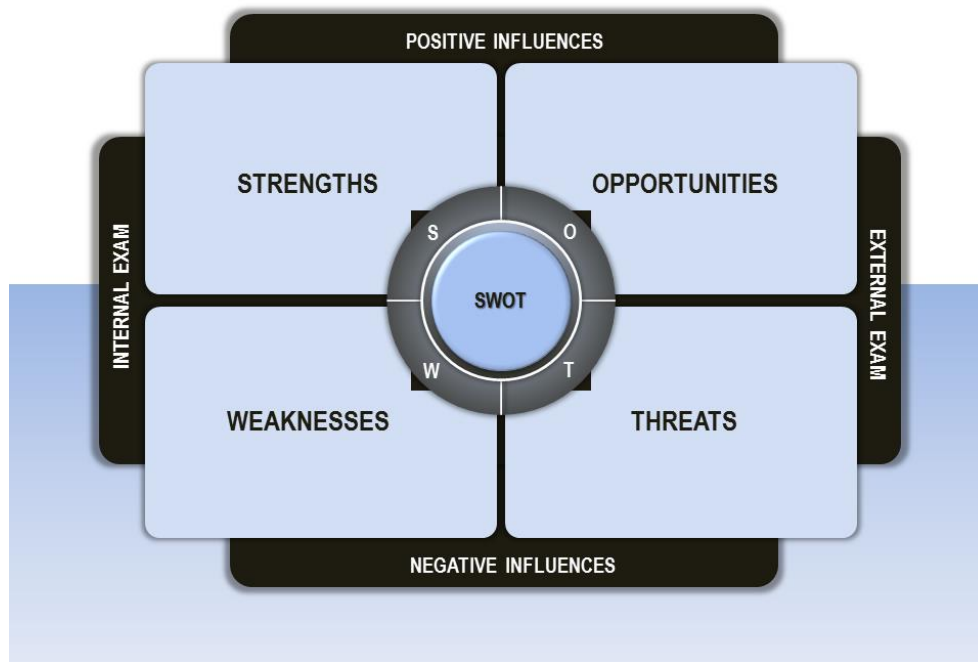 POSITIVE INFLUENCES
STRENGTHS
OPPORTUNITIES
S
O
INTERNAL EXAM
SWOT
EXTERNAL EXAM
W
T
WEAKNESSES
THREATS
NEGATIVE INFLUENCES